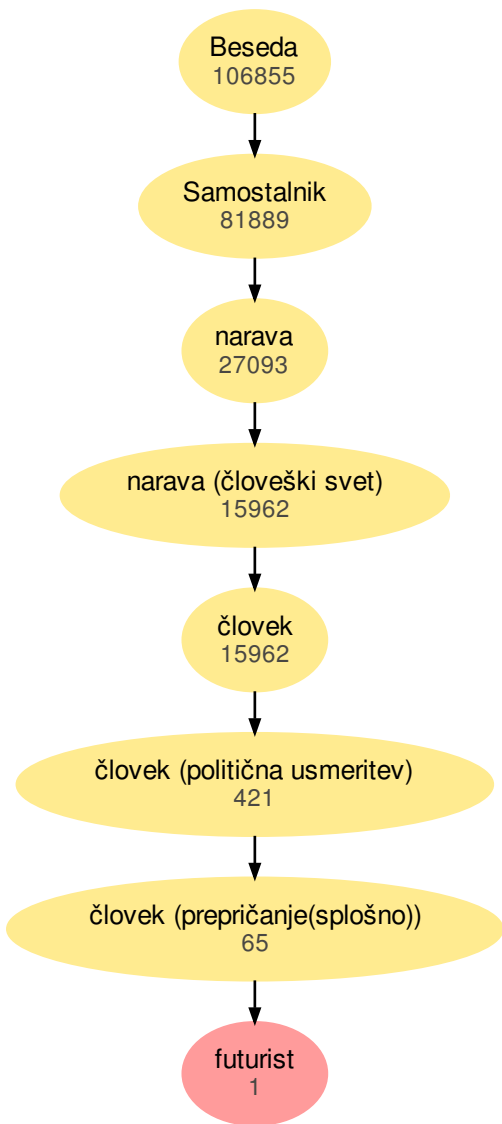 Beseda
106855
Samostalnik
81889
narava
27093
narava (človeški svet)
15962
človek
15962
človek (politična usmeritev)
421
človek (prepričanje(splošno))
65
futurist
1